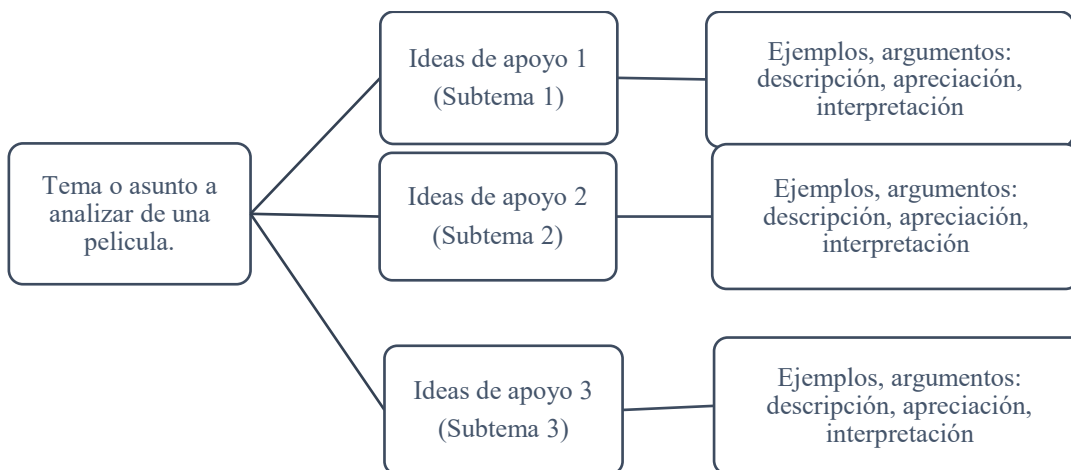 Tema o asunto a
analizar de una
pelicula.
Ideas de apoyo 1
(Subtema 1)
Ejemplos, argumentos:
descripción, apreciación,
interpretación
Ideas de apoyo 2
(Subtema 2)
Ejemplos, argumentos:
descripción, apreciación,
interpretación
Ideas de apoyo 3
(Subtema 3)
Ejemplos, argumentos:
descripción, apreciación,
interpretación